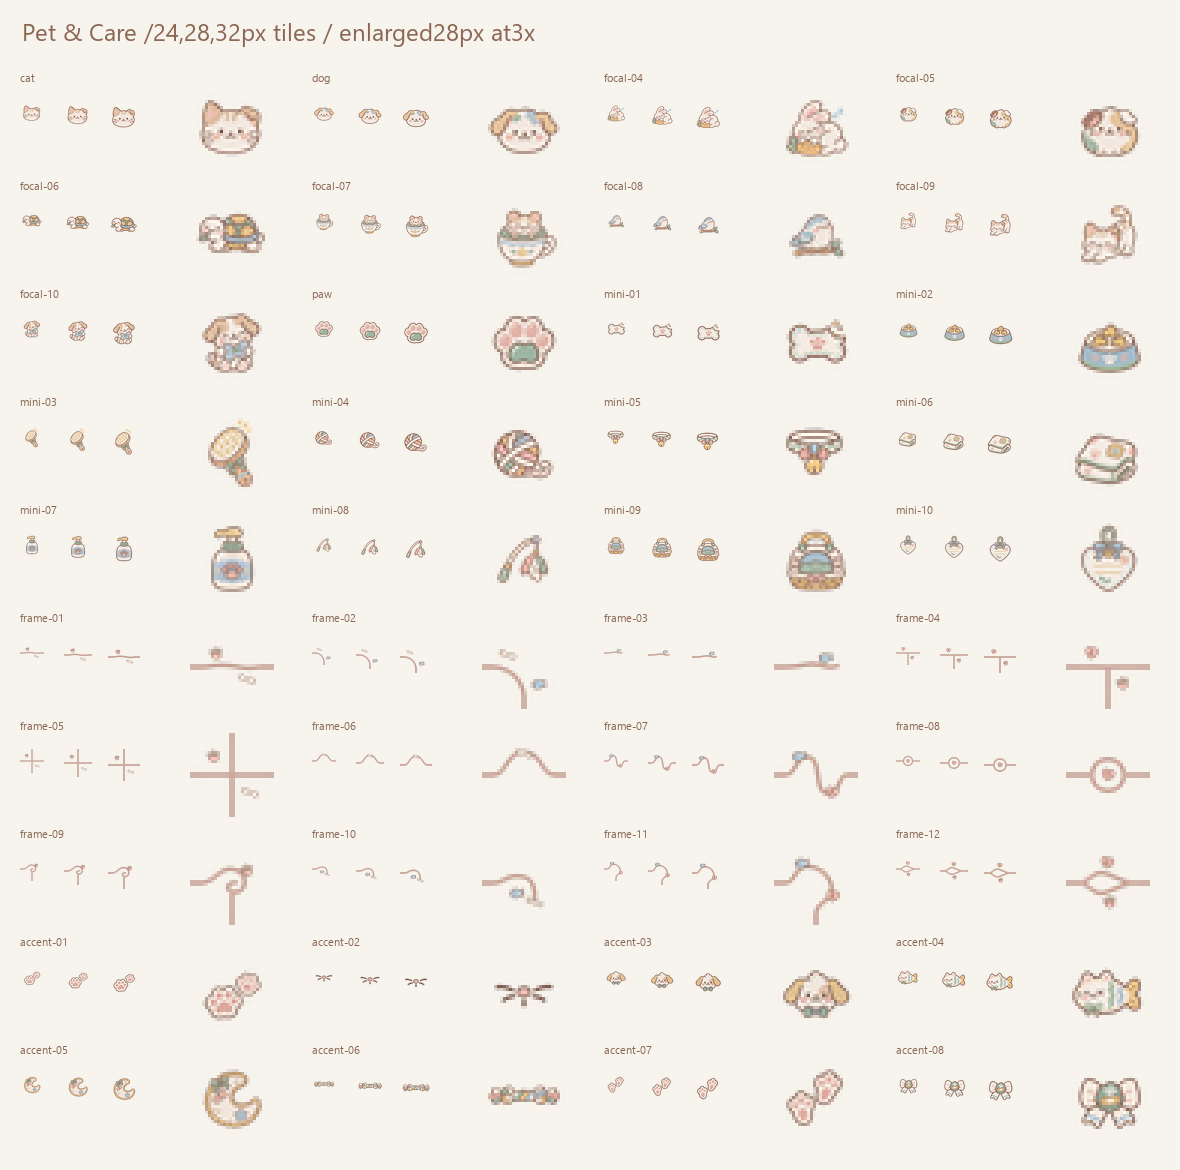 Pet & Care /24,28,32px tiles / enlarged28px at3x
cat dog focal-04 focal-05
focal-06 focal-07 focal-08 focal-09
focal-10 paw mini-01 mini-02
mini-03 mini-04 mini-05 mini-06
mini-07 mini-08 mini-09 mini-10
frame-01 frame-02 frame-03 frame-04
frame-05 frame-06 frame-07 frame-08
frame-09 frame-10 frame-11 frame-12
accent-01 accent-02 accent-03 accent-04
accent-05 accent-06 accent-07 accent-08